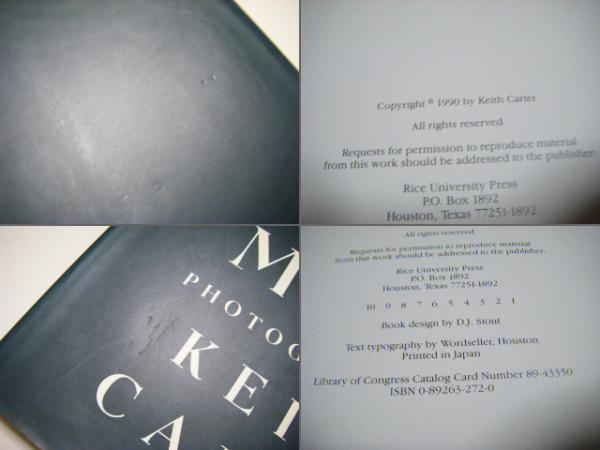 Copyright © 1990 by Keith Carter
All rights reserved
Requests for permission to reproduce material
from this work should be addressed to the publisher:
Rice University Press
P.O. Box 1892
Houston, Texas 77251-1892
M
PHOTOG
KEI
CA
All rights reserved
Requests for permission to reproduce material
from this work should be addressed to the publisher.
Rice University Press
P.O. Box 1892
Houston, Texas 77251-1892
10 9 8 7 6 5 4 3 2 1
Book design by D.J. Stout
Text typography by Wordseller, Houston
Printed in Japan
Library of Congress Catalog Card Number 89-43350
ISBN 0-89263-272-0